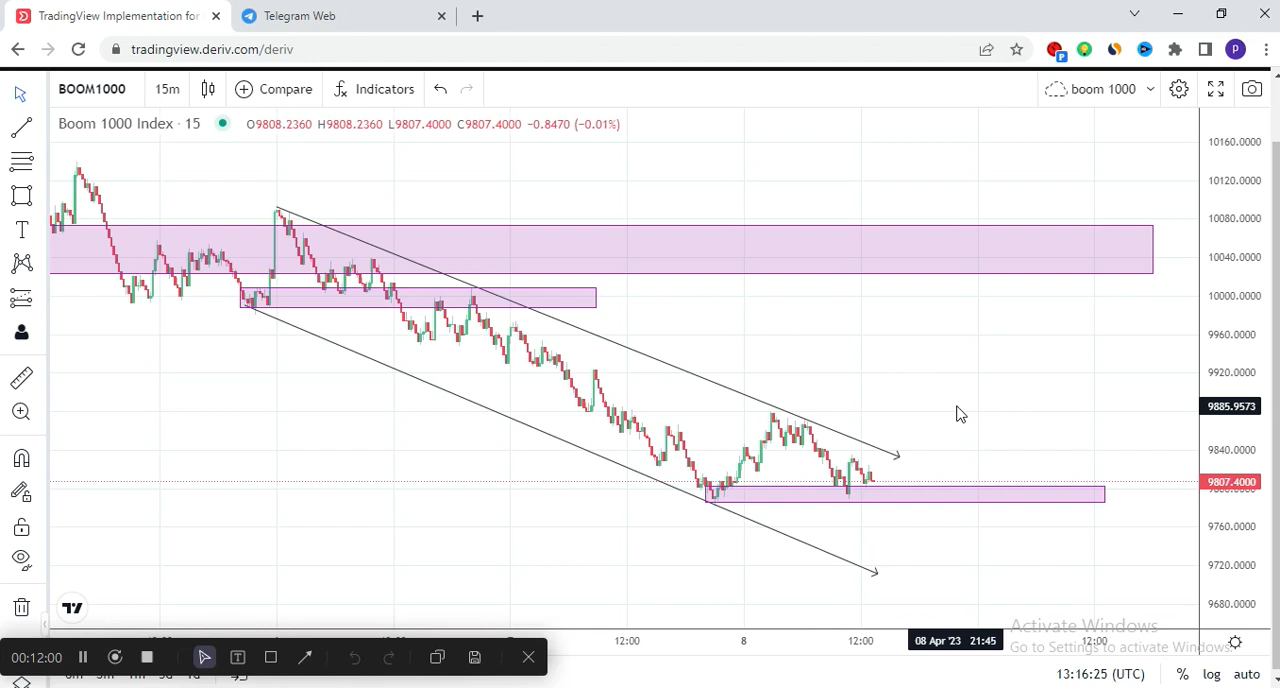 TradingView Implementation for
Telegram Web
tradingview.deriv.com/deriv
P
P
BOOM1000
15m
Compare
Indicators
boom 1000
Boom 1000 Index · 15
O9808.2360 H9808.2360 L9807.4000 C9807.4000 −0.8470 (−0.01%)
T
10160.0000
10120.0000
10080.0000
10040.0000
10000.0000
9960.0000
9920.0000
9885.9573
9840.0000
9807.4000
9760.0000
9720.0000
9680.0000
12:00
8
12:00
08 Apr '23 21:45
12:00
Activate Windows
Go to Settings to activate Windows.
00:12:00
T
13:16:25 (UTC)
%
log
auto